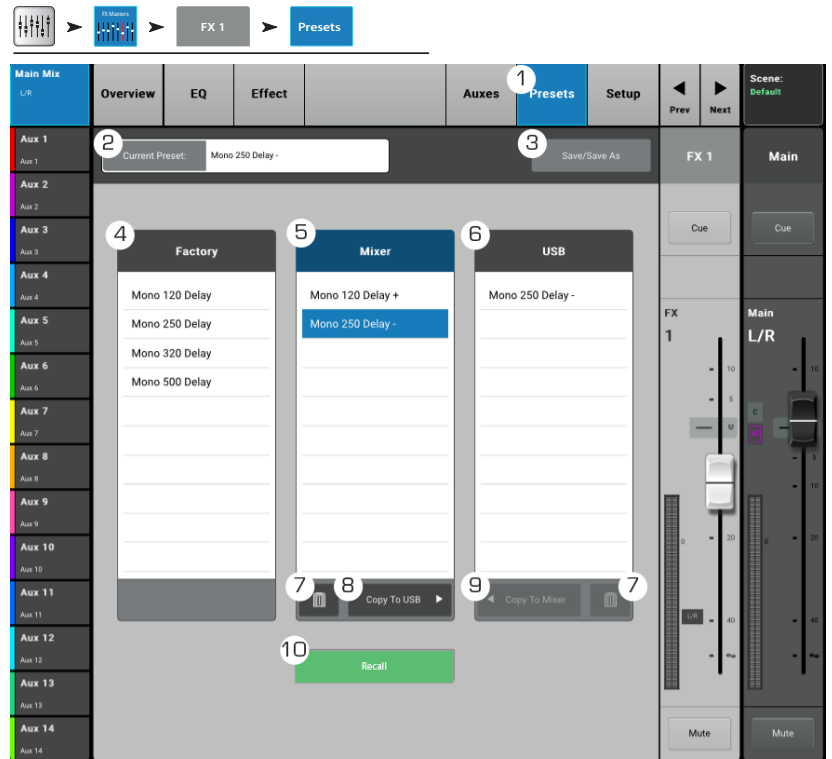 FX Masters
FX 1
Presets
Main Mix
L/R
Overview
EQ
Effect
Auxes
1
Presets
Setup
Prev
Next
Scene:
Default
Aux 1
Aux 1
Aux 2
Aux 2
Aux 3
Aux 3
Aux 4
Aux 4
Aux 5
Aux 5
Aux 6
Aux 6
Aux 7
Aux 7
Aux 8
Aux 8
Aux 9
Aux 9
Aux 10
Aux 10
Aux 11
Aux 11
Aux 12
Aux 12
Aux 13
Aux 13
Aux 14
Aux 14
2
Current Preset:
Mono 250 Delay -
3
Save/Save As
4
Factory
Mono 120 Delay
Mono 250 Delay
Mono 320 Delay
Mono 500 Delay
5
Mixer
Mono 120 Delay +
Mono 250 Delay -
7
8
Copy To USB
6
USB
Mono 250 Delay -
9
Copy To Mixer
7
10
Recall
FX 1
Cue
FX
1
10
5
U
0
20
L/R
40
∞
Mute
Main
Cue
Main
L/R
10
C
5
10
0
20
40
∞
Mute